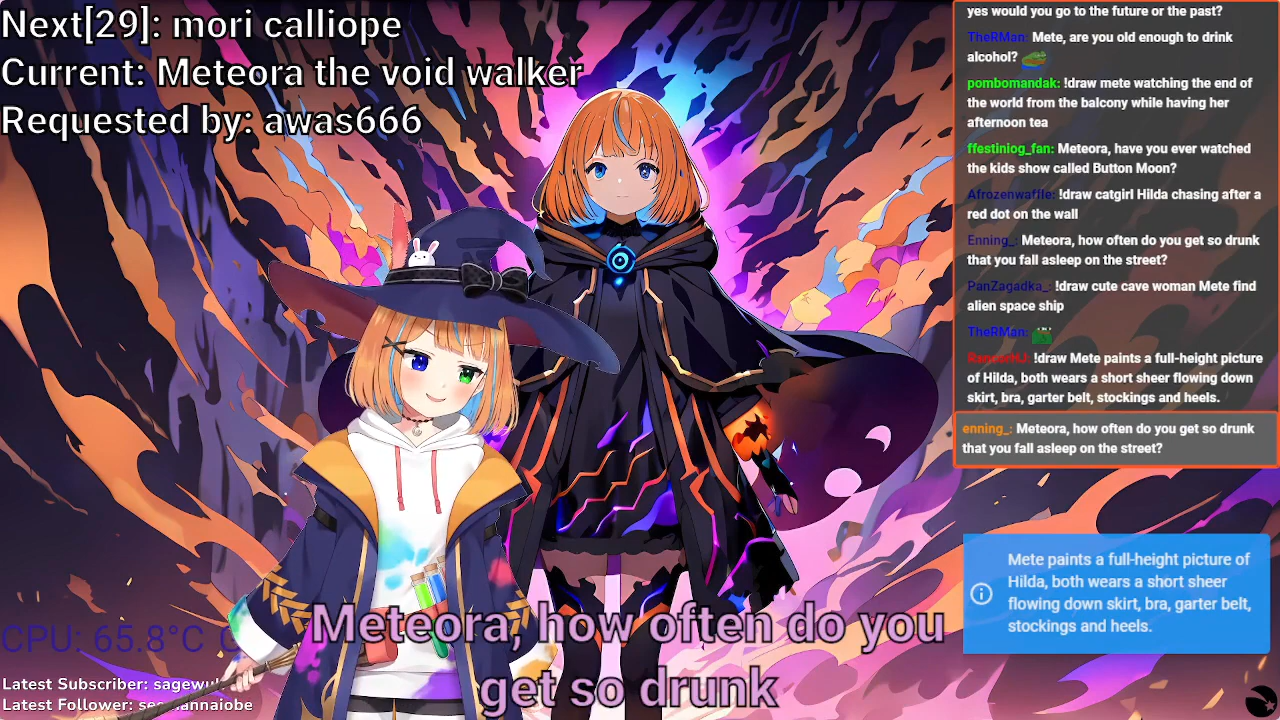 Next[29]: mori calliope
Current: Meteora the void walker
Requested by: awas666
yes would you go to the future or the past?
TheRMan: Mete, are you old enough to drink
alcohol?
pombomandak: !draw mete watching the end of
the world from the balcony while having her
afternoon tea
ffestiniog_fan: Meteora, have you ever watched
the kids show called Button Moon?
Afrozenwaffle: !draw catgirl Hilda chasing after a
red dot on the wall
Enning_: Meteora, how often do you get so drunk
that you fall asleep on the street?
PanZagadka_: !draw cute cave woman Mete find
alien space ship
TheRMan:
!draw Mete paints a full-height picture
of Hilda, both wears a short sheer flowing down
skirt, bra, garter belt, stockings and heels.
enning_: Meteora, how often do you get so drunk
that you fall asleep on the street?
Mete paints a full-height picture of
Hilda, both wears a short sheer
flowing down skirt, bra, garter belt,
stockings and heels.
Meteora, how often do you
get so drunk
CPU: 65.8°C
Latest Subscriber:
Latest Follower: